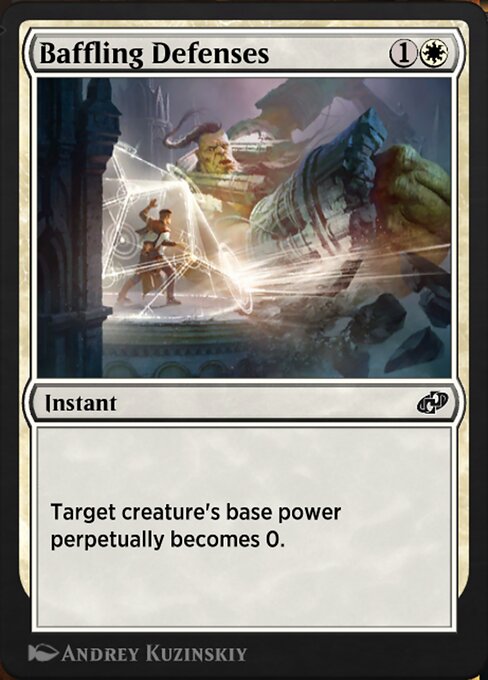 Baffling Defenses 1
Instant
Target creature's base power
perpetually becomes 0.
ANDREY KUZINSKIY